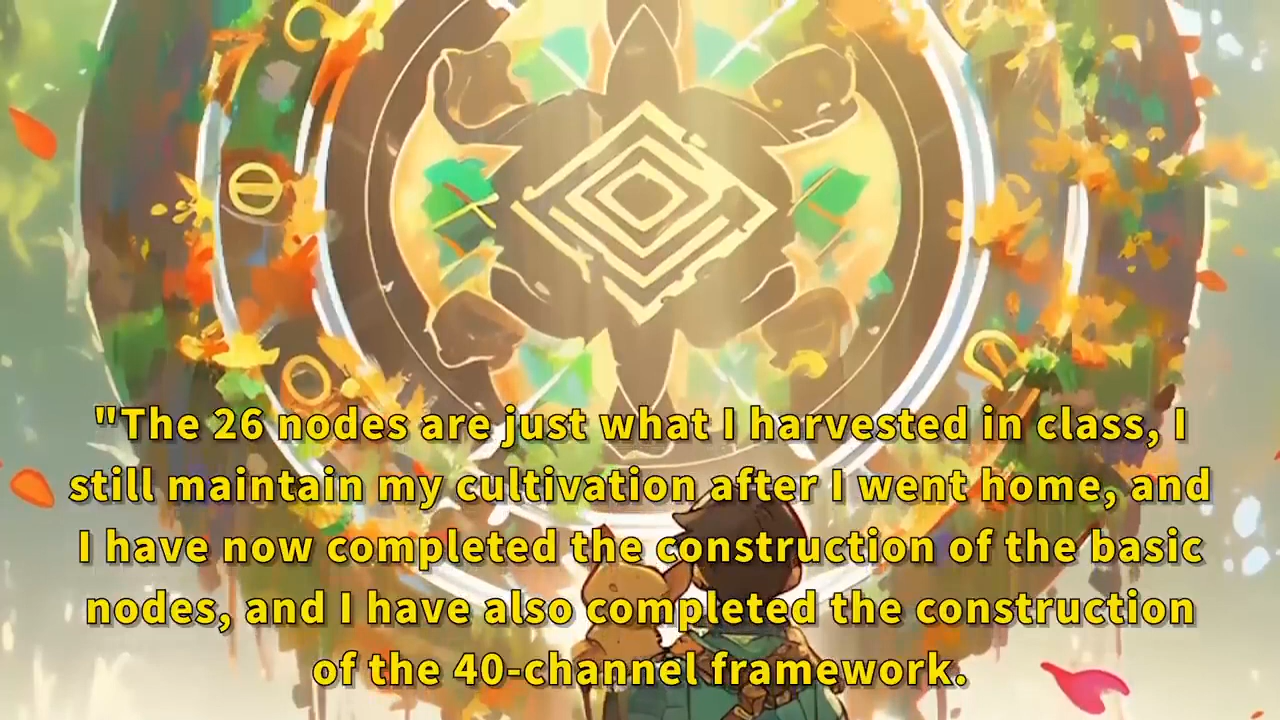 "The 26 nodes are just what I harvested in class, I
still maintain my cultivation after I went home, and
I have now completed the construction of the basic
nodes, and I have also completed the construction
of the 40-channel framework.